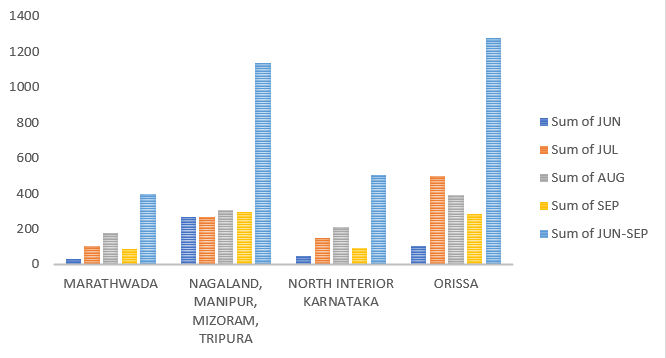 1400
1200
1000
800
600
400
200
0
MARATHWADA
NAGALAND,
MANIPUR,
MIZORAM,
TRIPURA
NORTH INTERIOR
KARNATAKA
ORISSA
Sum of JUN
Sum of JUL
Sum of AUG
Sum of SEP
Sum of JUN-SEP